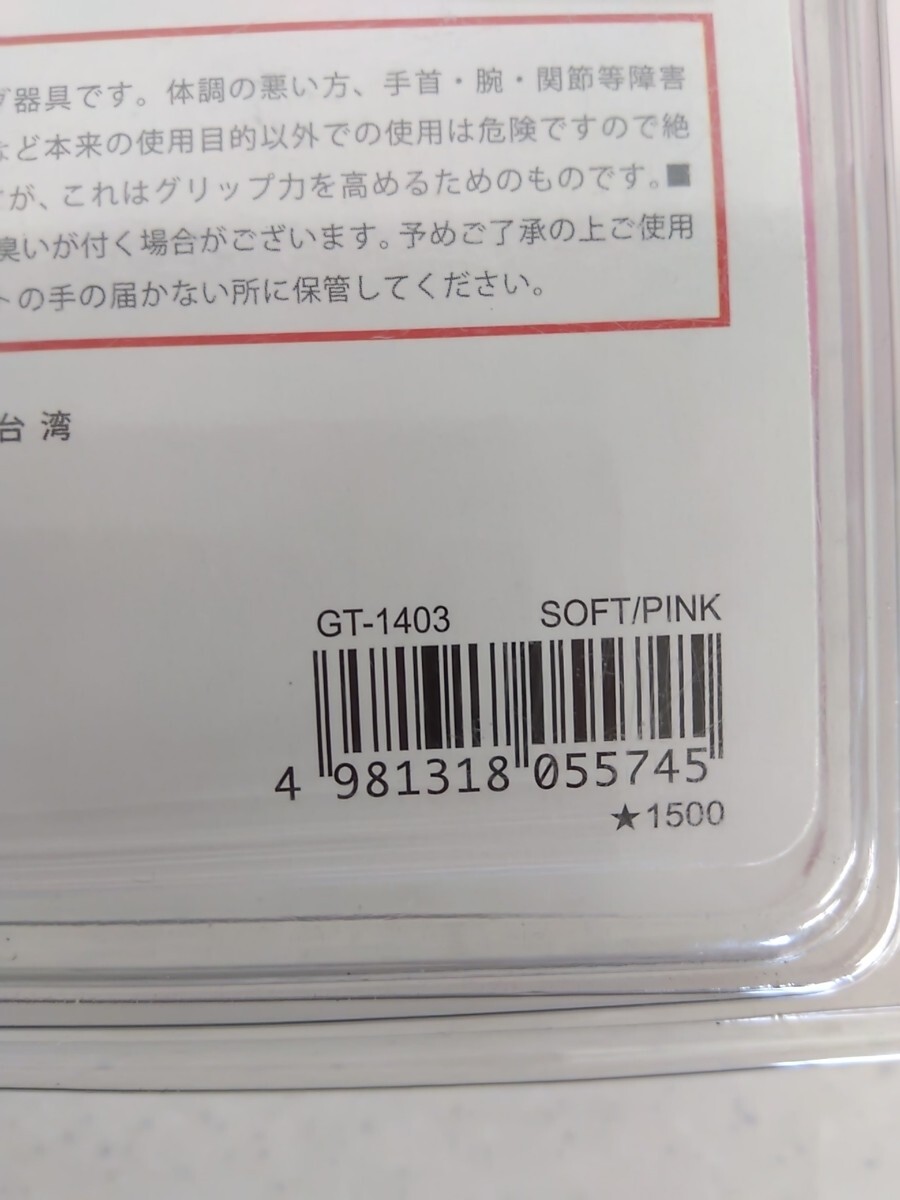 グ器具です。体調の悪い方、手首・腕・関節等障害
など本来の使用目的以外での使用は危険ですので絶
すが、これはグリップ力を高めるためのものです。■
臭いが付く場合がございます。予めご了承の上ご使用
トの手の届かない所に保管してください。
台 湾
GT-1403 SOFT/PINK
4 981318 055745
★1500